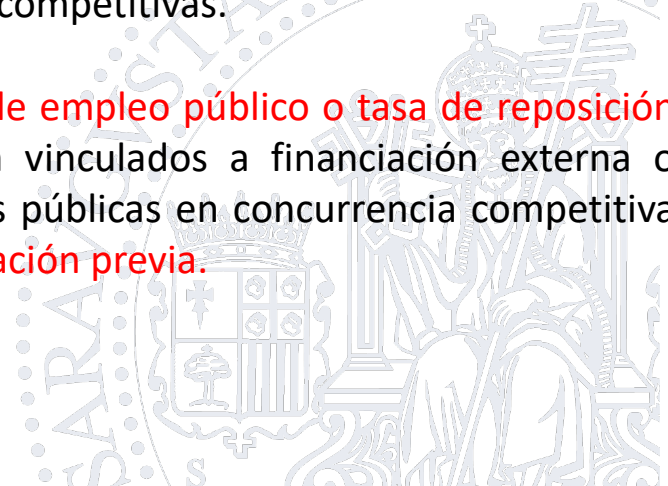 competitivas.
de empleo público o tasa de reposición
vinculados a financiación externa
públicas en concurrencia competitiva
ación previa.